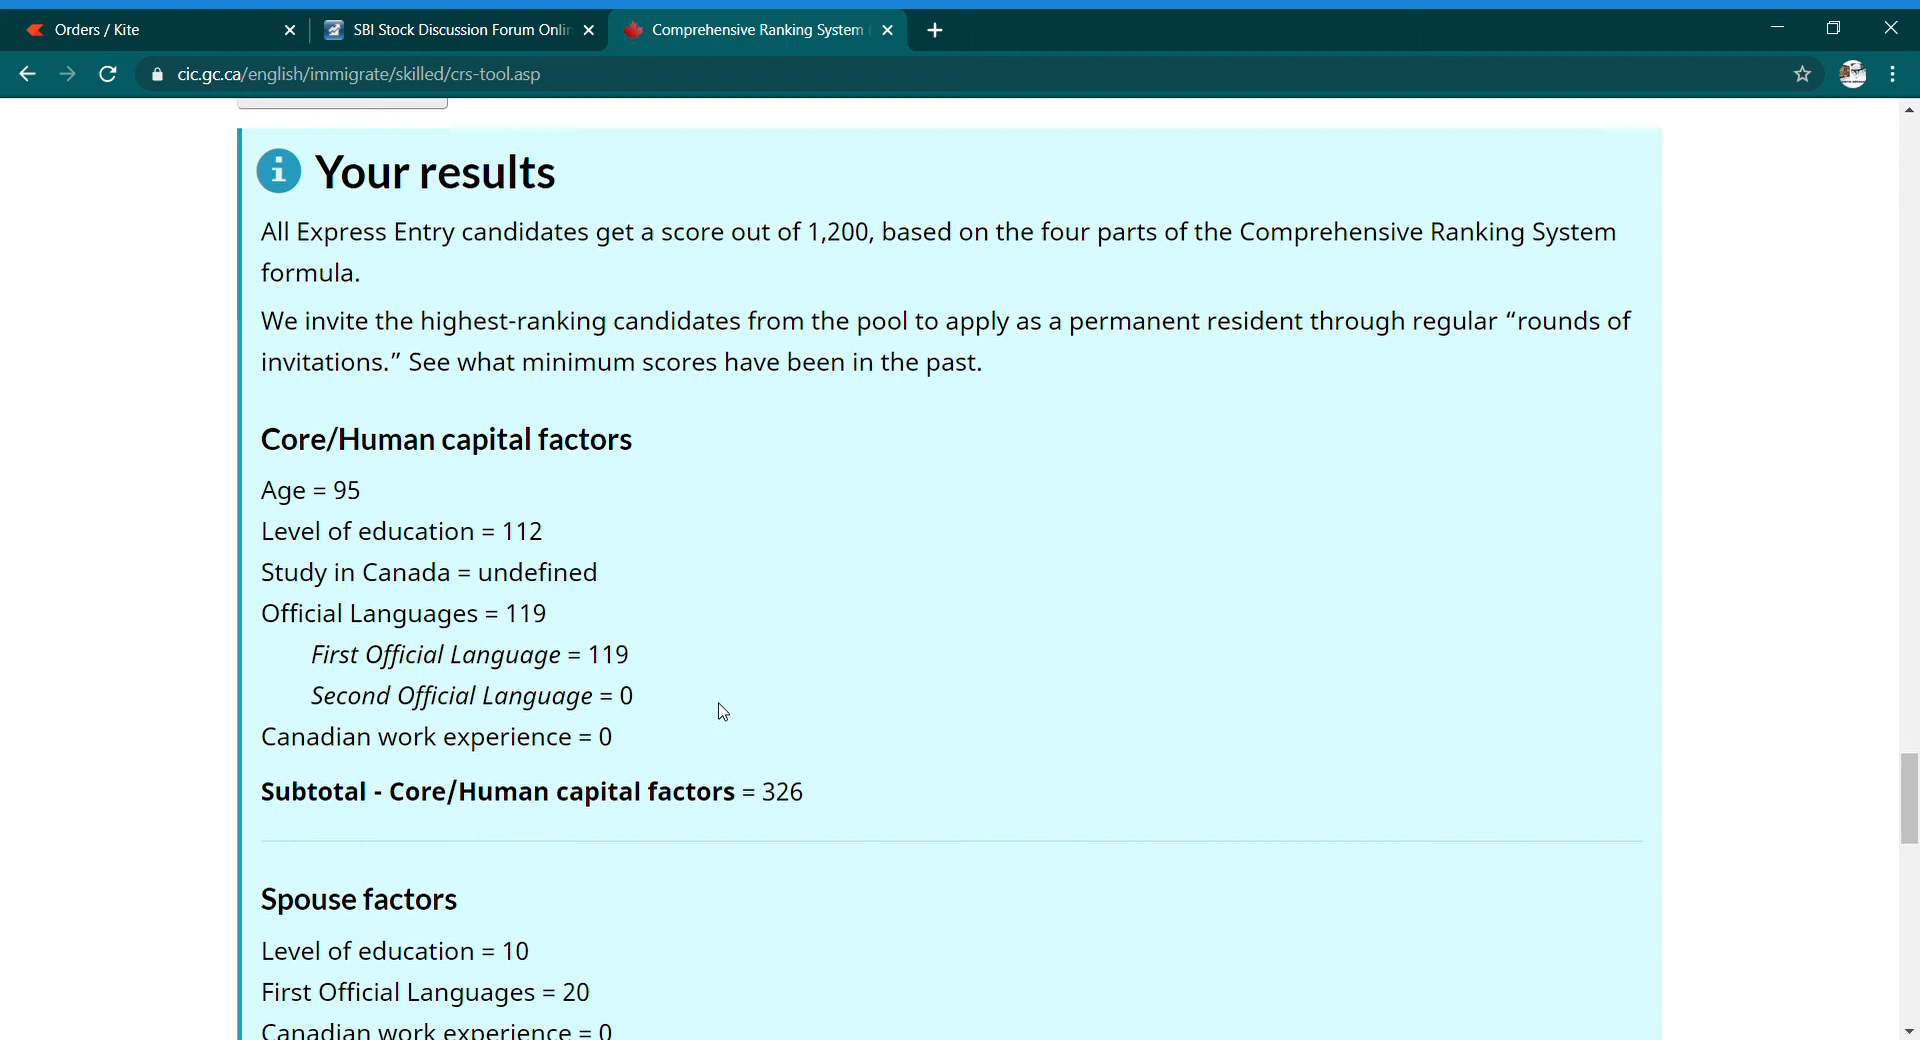 Orders / Kite
SBI Stock Discussion Forum Onlin
Comprehensive Ranking System (
cic.gc.ca/english/immigrate/skilled/crs-tool.asp
Your results
All Express Entry candidates get a score out of 1,200, based on the four parts of the Comprehensive Ranking System
formula.
We invite the highest-ranking candidates from the pool to apply as a permanent resident through regular “rounds of
invitations.” See what minimum scores have been in the past.
Core/Human capital factors
Age = 95
Level of education = 112
Study in Canada = undefined
Official Languages = 119
First Official Language = 119
Second Official Language = 0
Canadian work experience = 0
Subtotal - Core/Human capital factors = 326
Spouse factors
Level of education = 10
First Official Languages = 20
Canadian work experience = 0